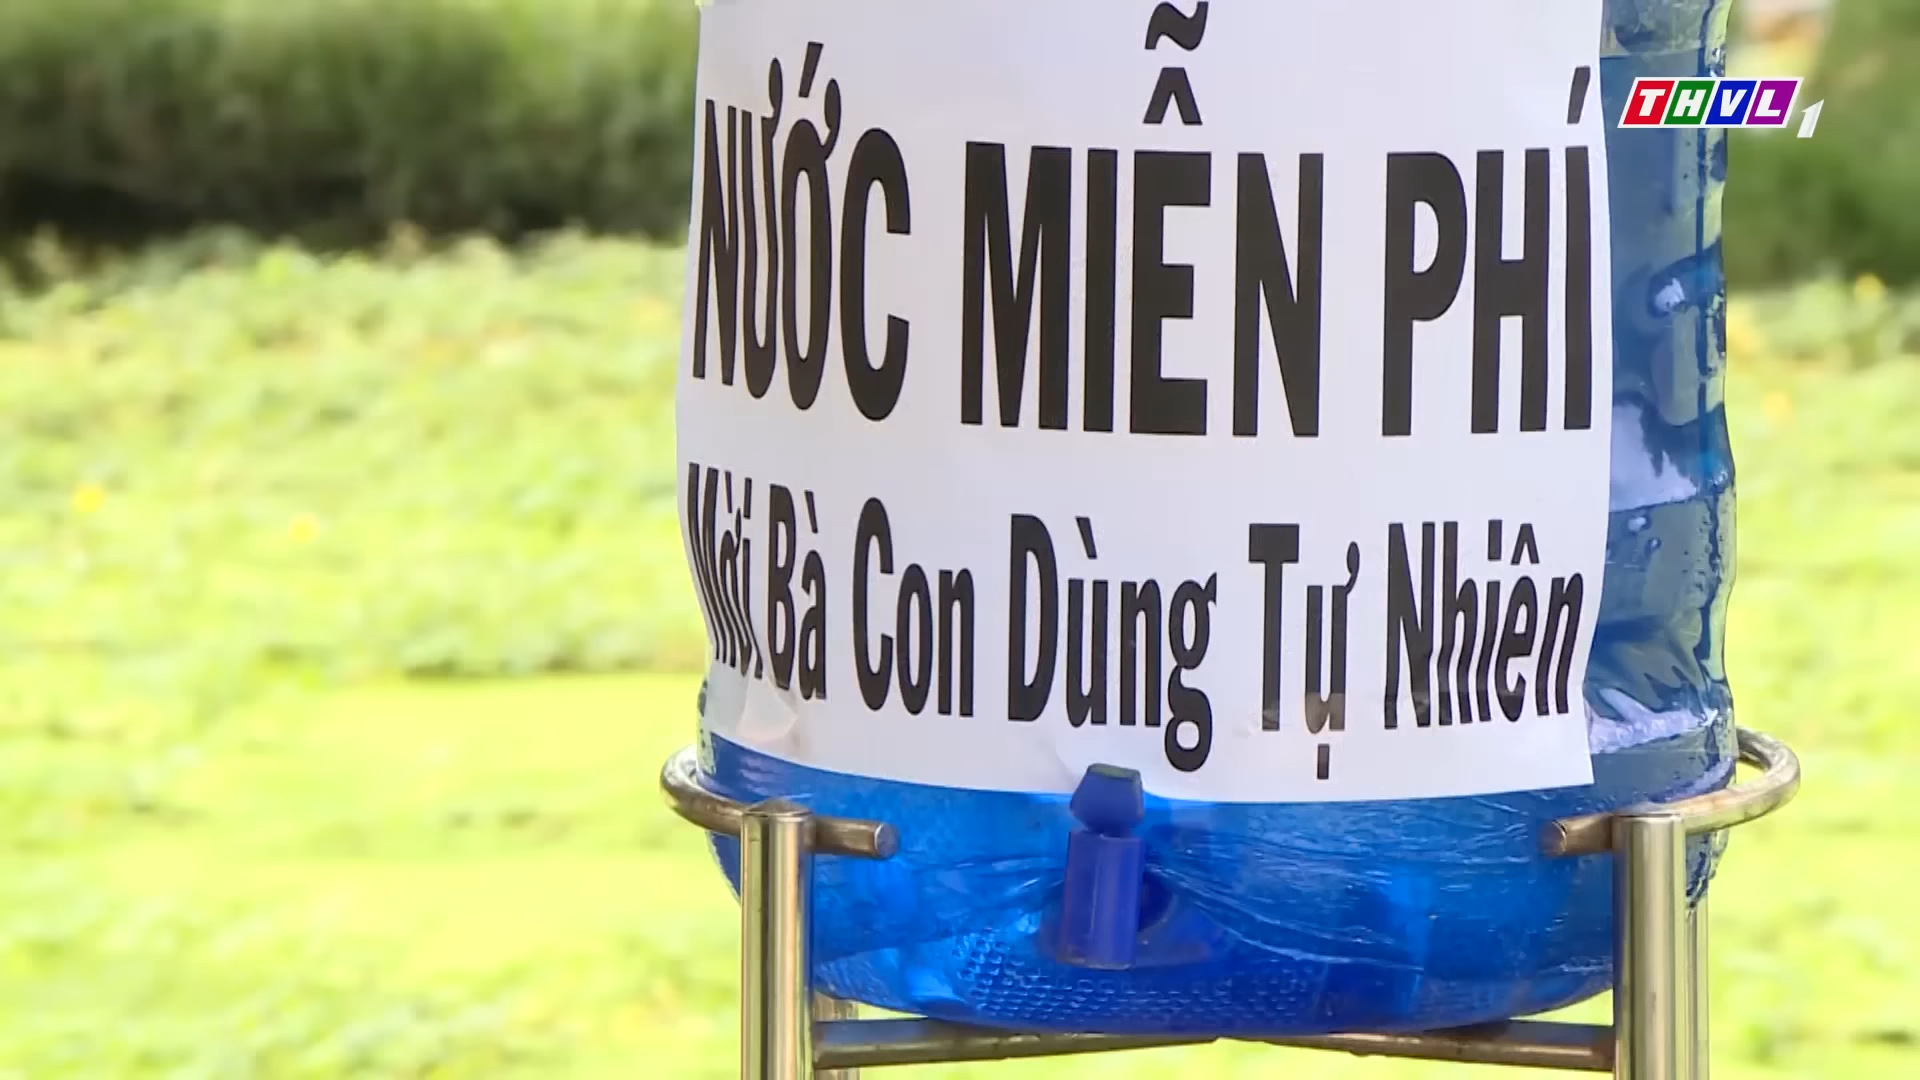 THVL1
NƯỚC MIỄN PHÍ
Mời Bà Con Dùng Tự Nhiên